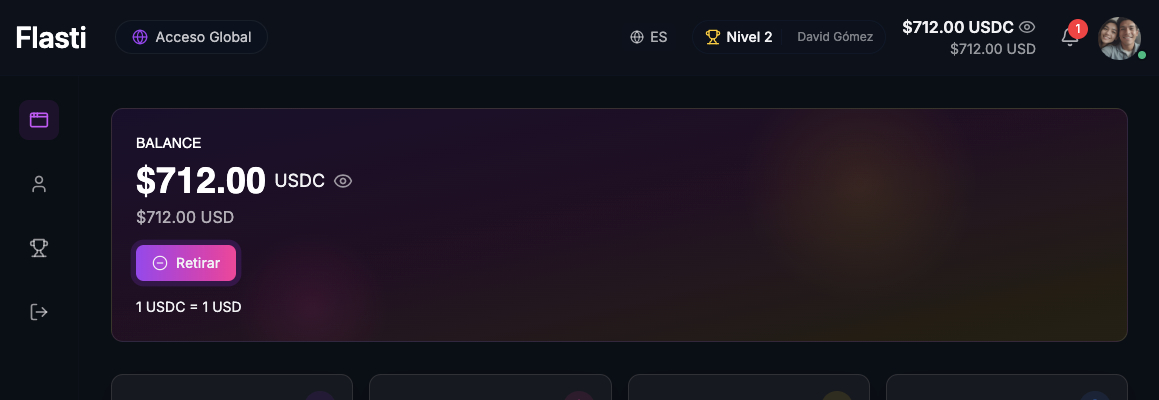 Flasti
Acceso Global
ES
Nivel 2 David Gómez
$712.00 USDC
$712.00 USD
1
BALANCE
$712.00 USDC
$712.00 USD
Retirar
1 USDC = 1 USD